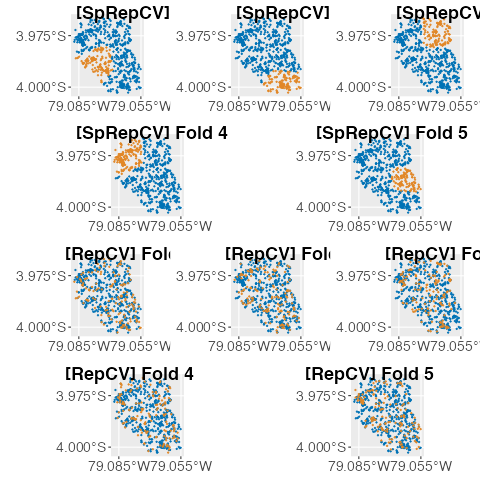 [SpRepCV] [SpRepCV] [SpRepCV
3.975°S 3.975°S 3.975°S
4.000°S 4.000°S 4.000°S
79.085°W79.055°W 79.085°W79.055°W 79.085°W79.055°W
[SpRepCV] Fold 4 [SpRepCV] Fold 5
3.975°S 3.975°S
4.000°S 4.000°S
79.085°W79.055°W 79.085°W79.055°W
[RepCV] Fol [RepCV] Fol [RepCV] Fo
3.975°S 3.975°S 3.975°S
4.000°S 4.000°S 4.000°S
79.085°W79.055°W 79.085°W79.055°W 79.085°W79.055°W
[RepCV] Fold 4 [RepCV] Fold 5
3.975°S 3.975°S
4.000°S 4.000°S
79.085°W79.055°W 79.085°W79.055°W